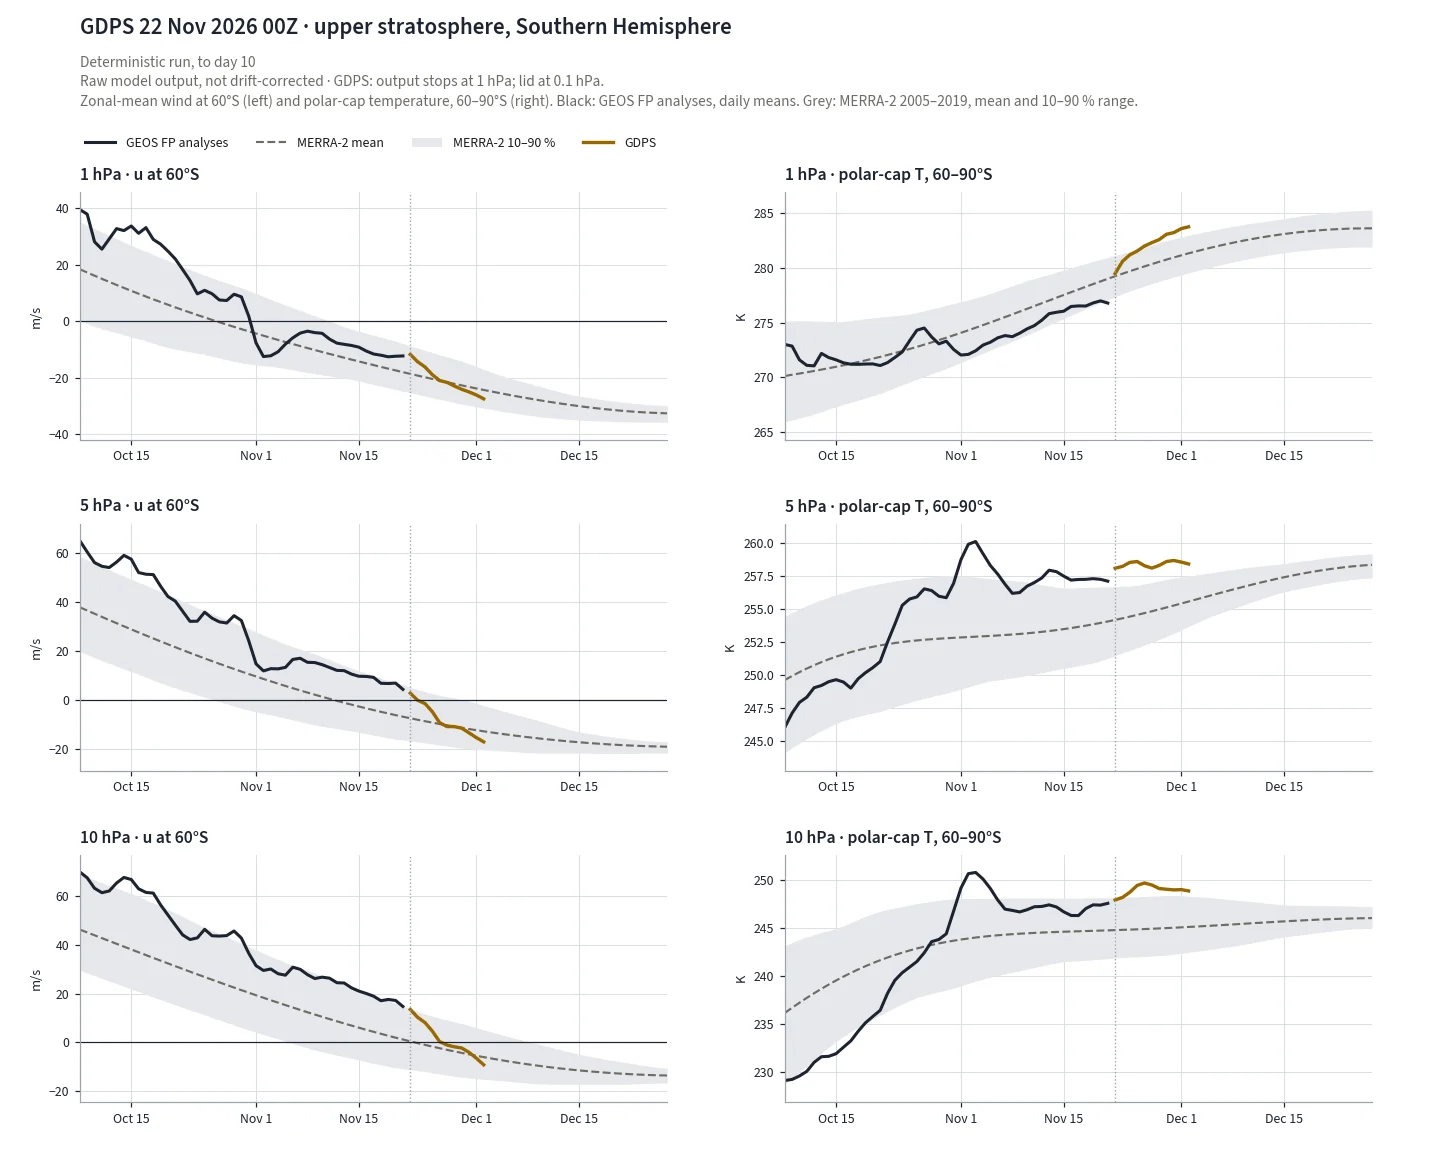 GDPS 22 Nov 2026 00Z · upper stratosphere, Southern Hemisphere
Deterministic run, to day 10
Raw model output, not drift-corrected · GDPS: output stops at 1 hPa; lid at 0.1 hPa.
Zonal-mean wind at 60°S (left) and polar-cap temperature, 60–90°S (right). Black: GEOS FP analyses, daily means. Grey: MERRA-2 2005–2019, mean and 10–90 % range.
GEOS FP analyses MERRA-2 mean MERRA-2 10–90 % GDPS
1 hPa · u at 60°S
40
20
0
−20
−40
m/s
Oct 15 Nov 1 Nov 15 Dec 1 Dec 15
1 hPa · polar-cap T, 60–90°S
285
280
275
270
265
K
Oct 15 Nov 1 Nov 15 Dec 1 Dec 15
5 hPa · u at 60°S
60
40
20
0
−20
m/s
Oct 15 Nov 1 Nov 15 Dec 1 Dec 15
5 hPa · polar-cap T, 60–90°S
260.0
257.5
255.0
252.5
250.0
247.5
245.0
K
Oct 15 Nov 1 Nov 15 Dec 1 Dec 15
10 hPa · u at 60°S
60
40
20
0
−20
m/s
Oct 15 Nov 1 Nov 15 Dec 1 Dec 15
10 hPa · polar-cap T, 60–90°S
250
245
240
235
230
K
Oct 15 Nov 1 Nov 15 Dec 1 Dec 15